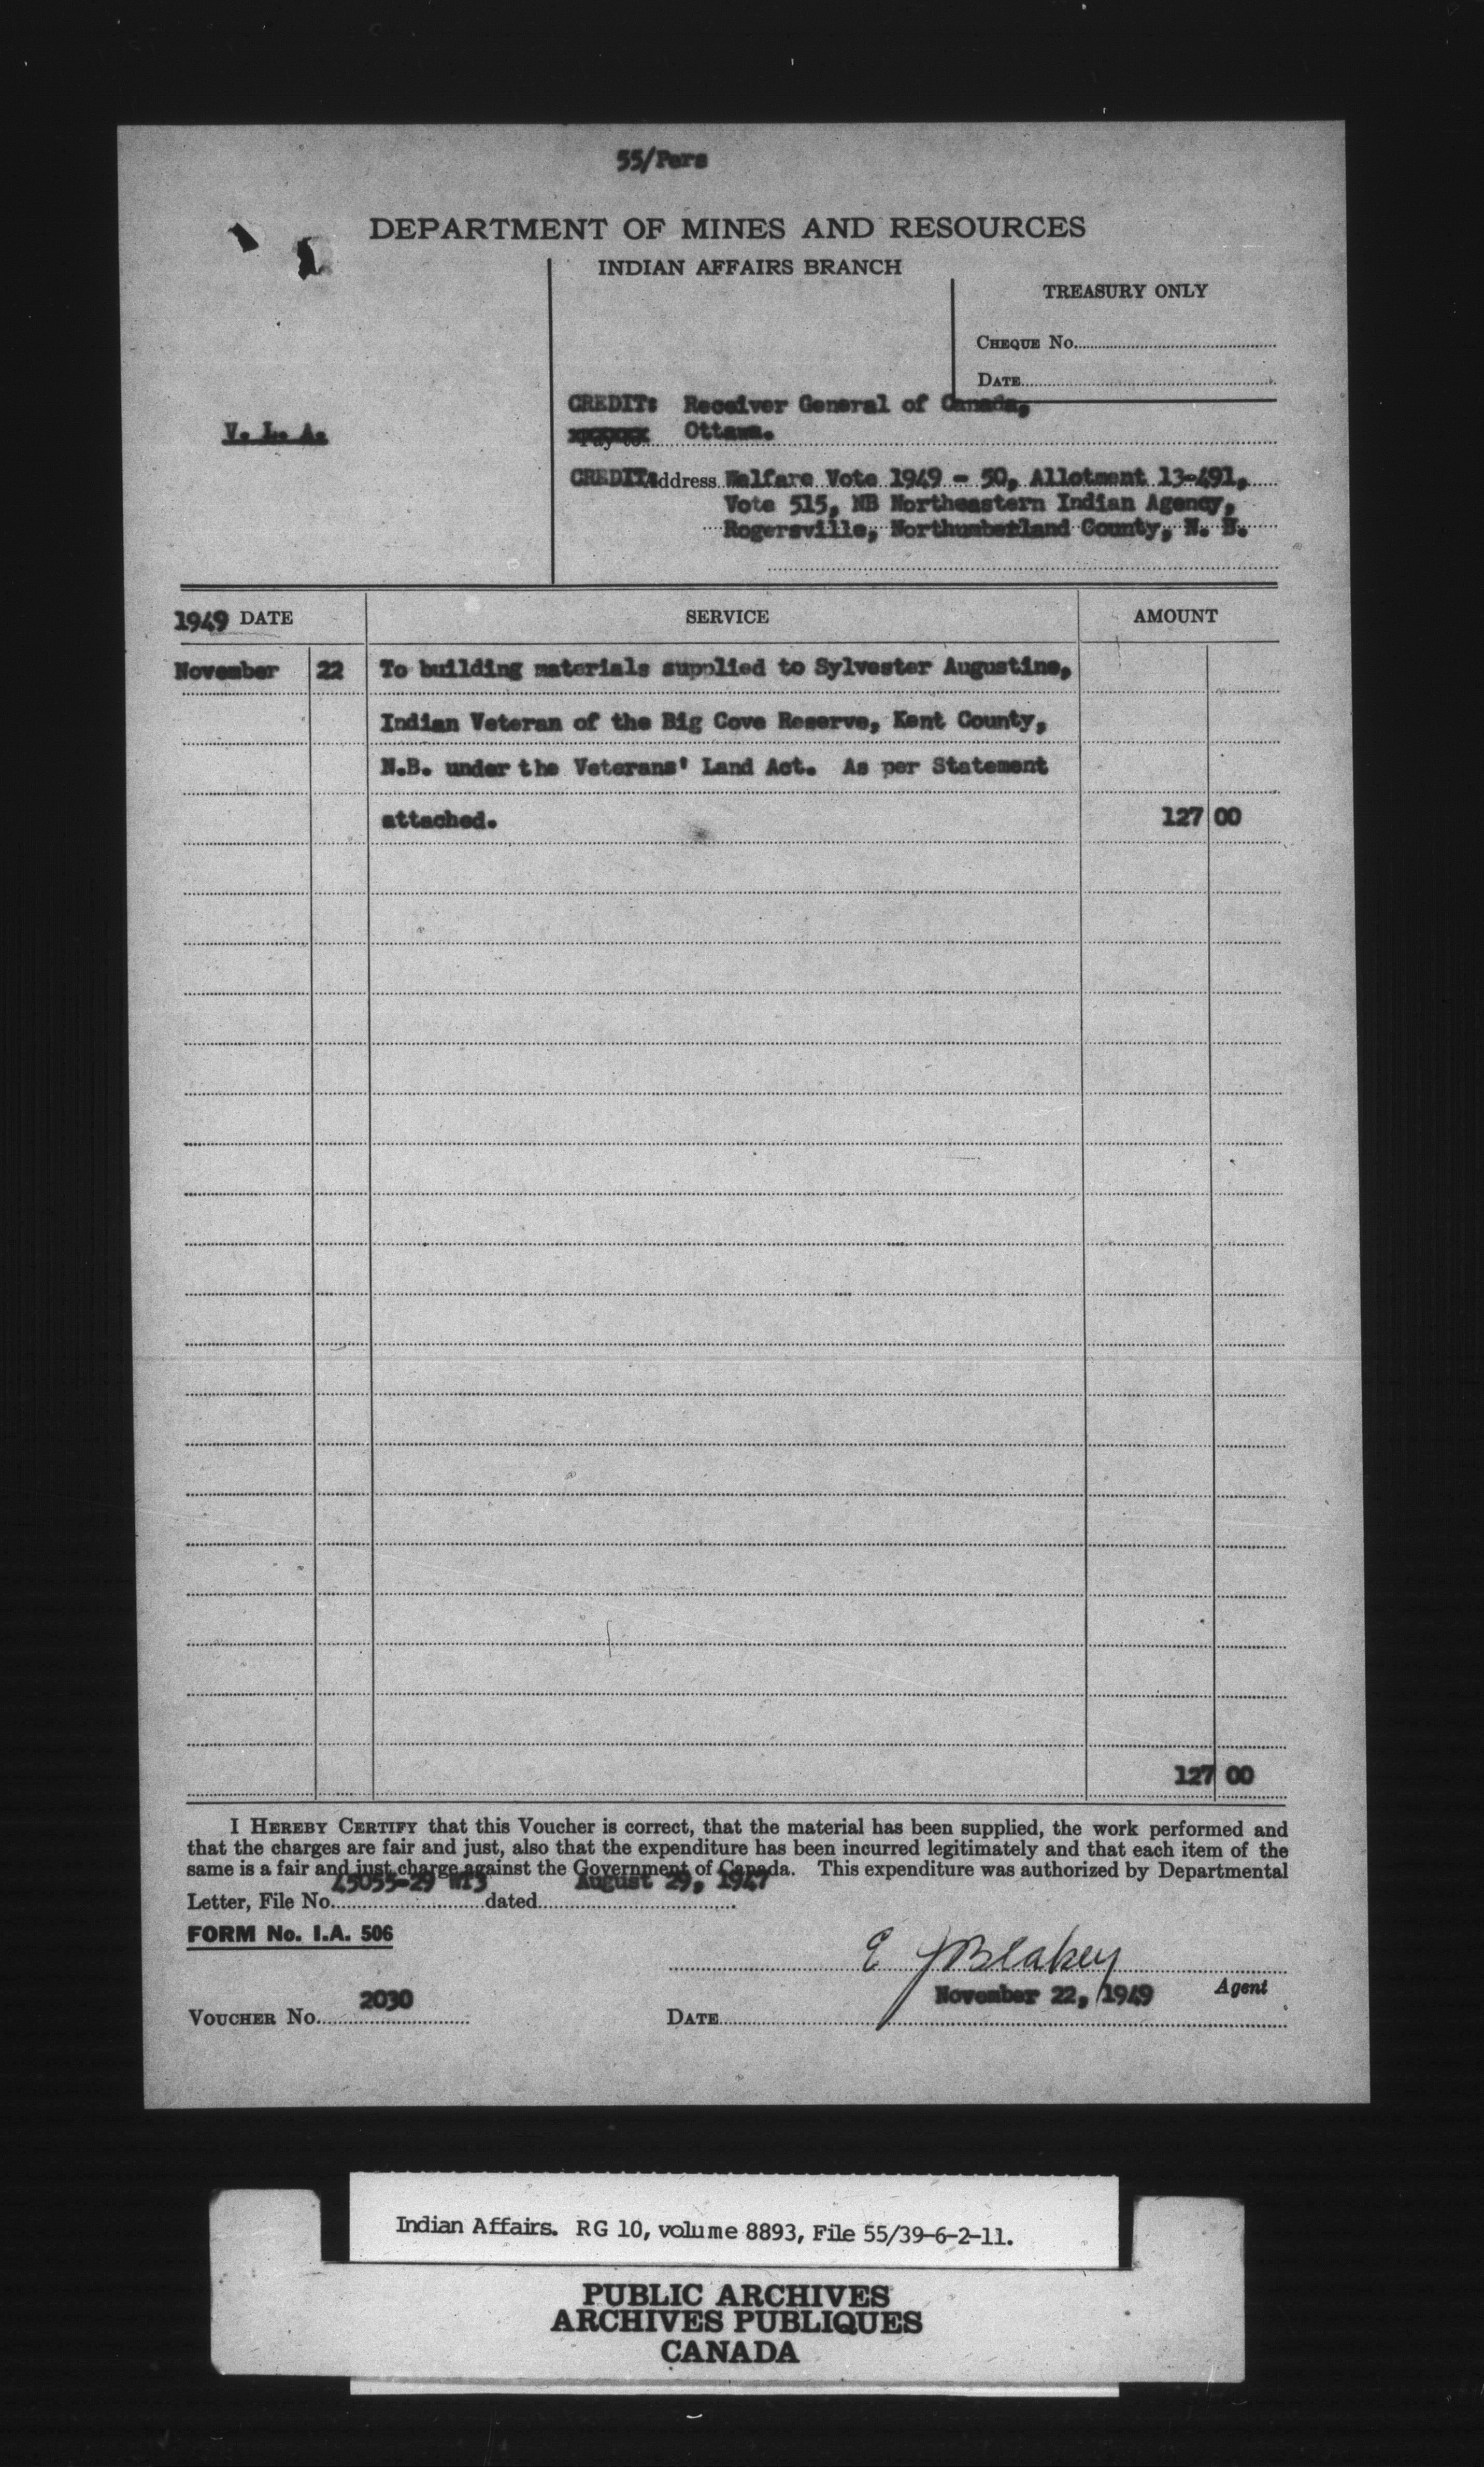 55/Pers
DEPARTMENT OF MINES AND RESOURCES
INDIAN AFFAIRS BRANCH
TREASURY ONLY
CHEQUE No.
DATE
V. L. A.
CREDIT: Receiver General of Canada,
Ottawa.
CREDIT: Address Welfare Vote 1949 - 50, Allotment 13-491,
Vote 515, NB Northeastern Indian Agency,
Rogersville, Northumberland County, N. B.
1949 DATE SERVICE AMOUNT
November 22 To building materials supplied to Sylvester Augustine,
Indian Veteran of the Big Cove Reserve, Kent County,
N.B. under the Veterans' Land Act. As per Statement
attached. 127 00
127 00
I HEREBY CERTIFY that this Voucher is correct, that the material has been supplied, the work performed and
that the charges are fair and just, also that the expenditure has been incurred legitimately and that each item of the
same is a fair and just charge against the Government of Canada. This expenditure was authorized by Departmental
Letter, File No. 45055-29 WT3 dated August 29, 1947
FORM No. I.A. 506
E J Blakey
Agent
VOUCHER No. 2030 DATE November 22, 1949
Indian Affairs. RG 10, volume 8893, File 55/39-6-2-11.
PUBLIC ARCHIVES
ARCHIVES PUBLIQUES
CANADA